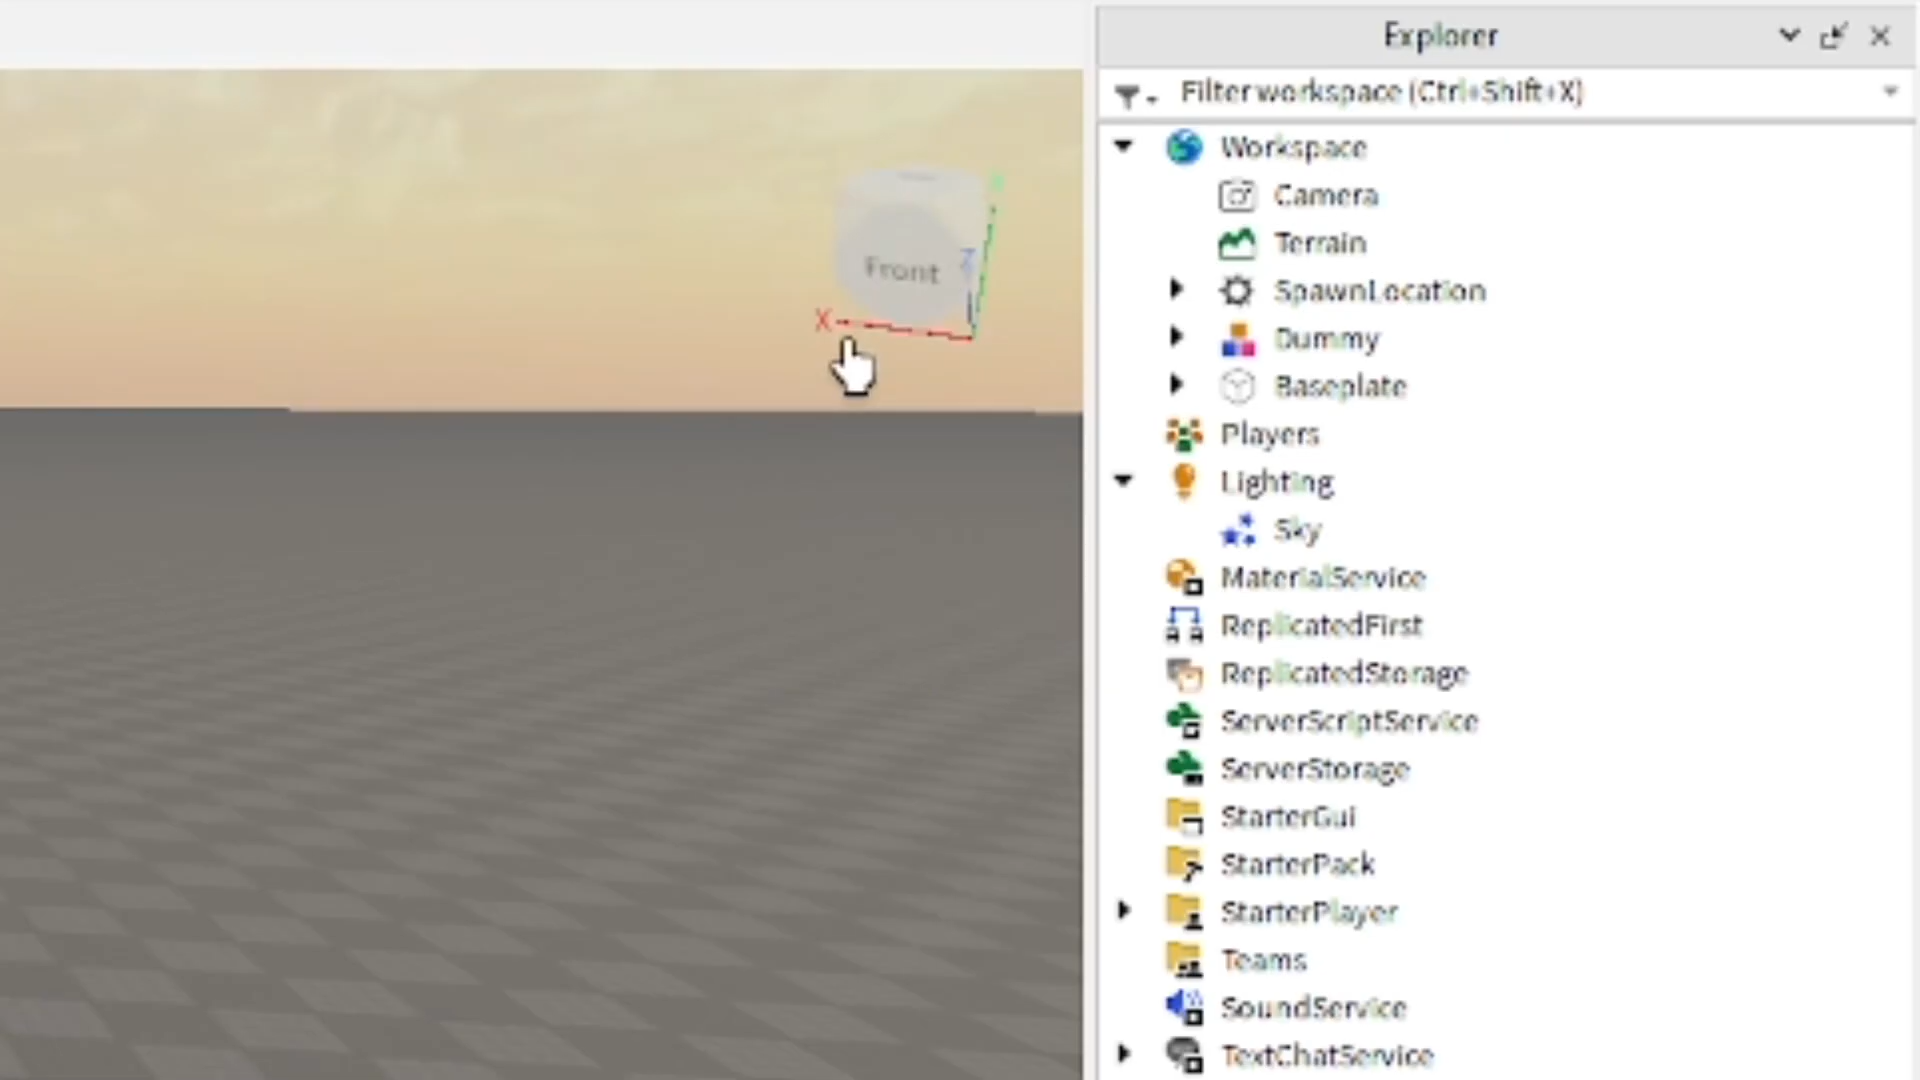 Explorer
Filter workspace (Ctrl+Shift+X)
Workspace
Camera
Terrain
SpawnLocation
Dummy
Baseplate
Players
Lighting
Sky
MaterialService
ReplicatedFirst
ReplicatedStorage
ServerScriptService
ServerStorage
StarterGui
StarterPack
StarterPlayer
Teams
SoundService
TextChatService
Z
Front
X